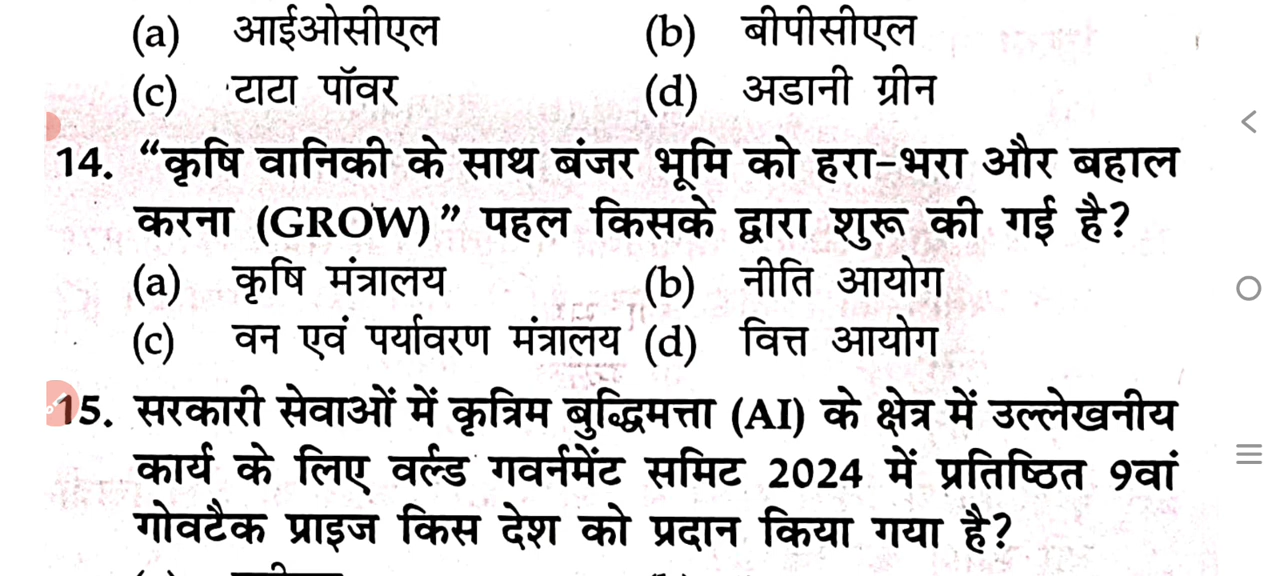 (a) आईओसीएल (b) बीपीसीएल
(c) टाटा पॉवर (d) अडानी ग्रीन
14. “कृषि वानिकी के साथ बंजर भूमि को हरा-भरा और बहाल
करना (GROW)” पहल किसके द्वारा शुरू की गई है?
(a) कृषि मंत्रालय (b) नीति आयोग
(c) वन एवं पर्यावरण मंत्रालय (d) वित्त आयोग
15. सरकारी सेवाओं में कृत्रिम बुद्धिमत्ता (AI) के क्षेत्र में उल्लेखनीय
कार्य के लिए वर्ल्ड गवर्नमेंट समिट 2024 में प्रतिष्ठित 9वां
गोवटैक प्राइज किस देश को प्रदान किया गया है?